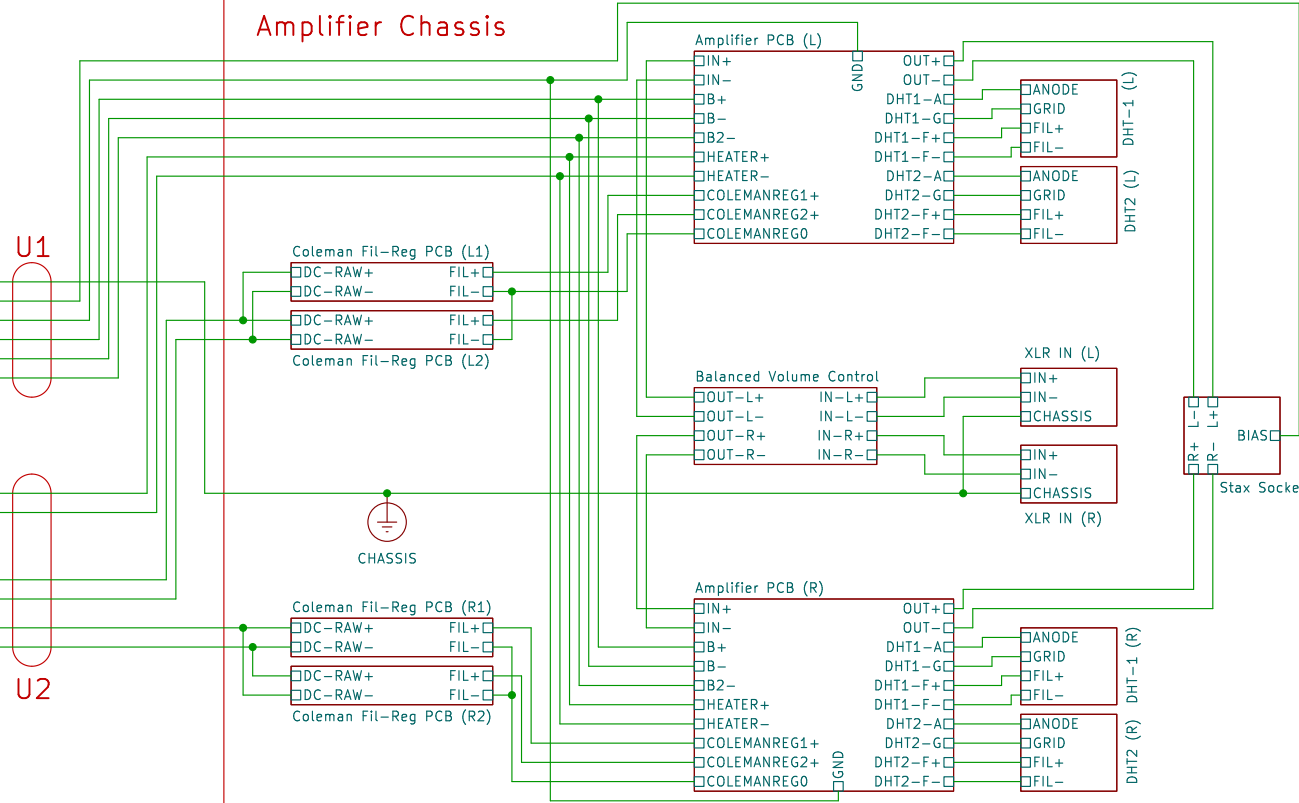 Amplifier Chassis
U1
U2
Coleman Fil-Reg PCB (L1)
DC-RAW+ FIL+
DC-RAW- FIL-
DC-RAW+ FIL+
DC-RAW- FIL-
Coleman Fil-Reg PCB (L2)
CHASSIS
Coleman Fil-Reg PCB (R1)
DC-RAW+ FIL+
DC-RAW- FIL-
DC-RAW+ FIL+
DC-RAW- FIL-
Coleman Fil-Reg PCB (R2)
Amplifier PCB (L)
GND
IN+ OUT+
IN- OUT-
B+ DHT1-A
B- DHT1-G
B2- DHT1-F+
HEATER+ DHT1-F-
HEATER- DHT2-A
COLEMANREG1+ DHT2-G
COLEMANREG2+ DHT2-F+
COLEMANREG0 DHT2-F-
ANODE
GRID
FIL+
FIL-
DHT-1 (L)
ANODE
GRID
FIL+
FIL-
DHT2 (L)
Balanced Volume Control
OUT-L+ IN-L+
OUT-L- IN-L-
OUT-R+ IN-R+
OUT-R- IN-R-
XLR IN (L)
IN+
IN-
CHASSIS
IN+
IN-
CHASSIS
XLR IN (R)
L- L+
BIAS
R+ R-
Stax Socke
Amplifier PCB (R)
IN+ OUT+
IN- OUT-
B+ DHT1-A
B- DHT1-G
B2- DHT1-F+
HEATER+ DHT1-F-
HEATER- DHT2-A
COLEMANREG1+ DHT2-G
COLEMANREG2+ DHT2-F+
COLEMANREG0 DHT2-F-
GND
ANODE
GRID
FIL+
FIL-
DHT-1 (R)
ANODE
GRID
FIL+
FIL-
DHT2 (R)